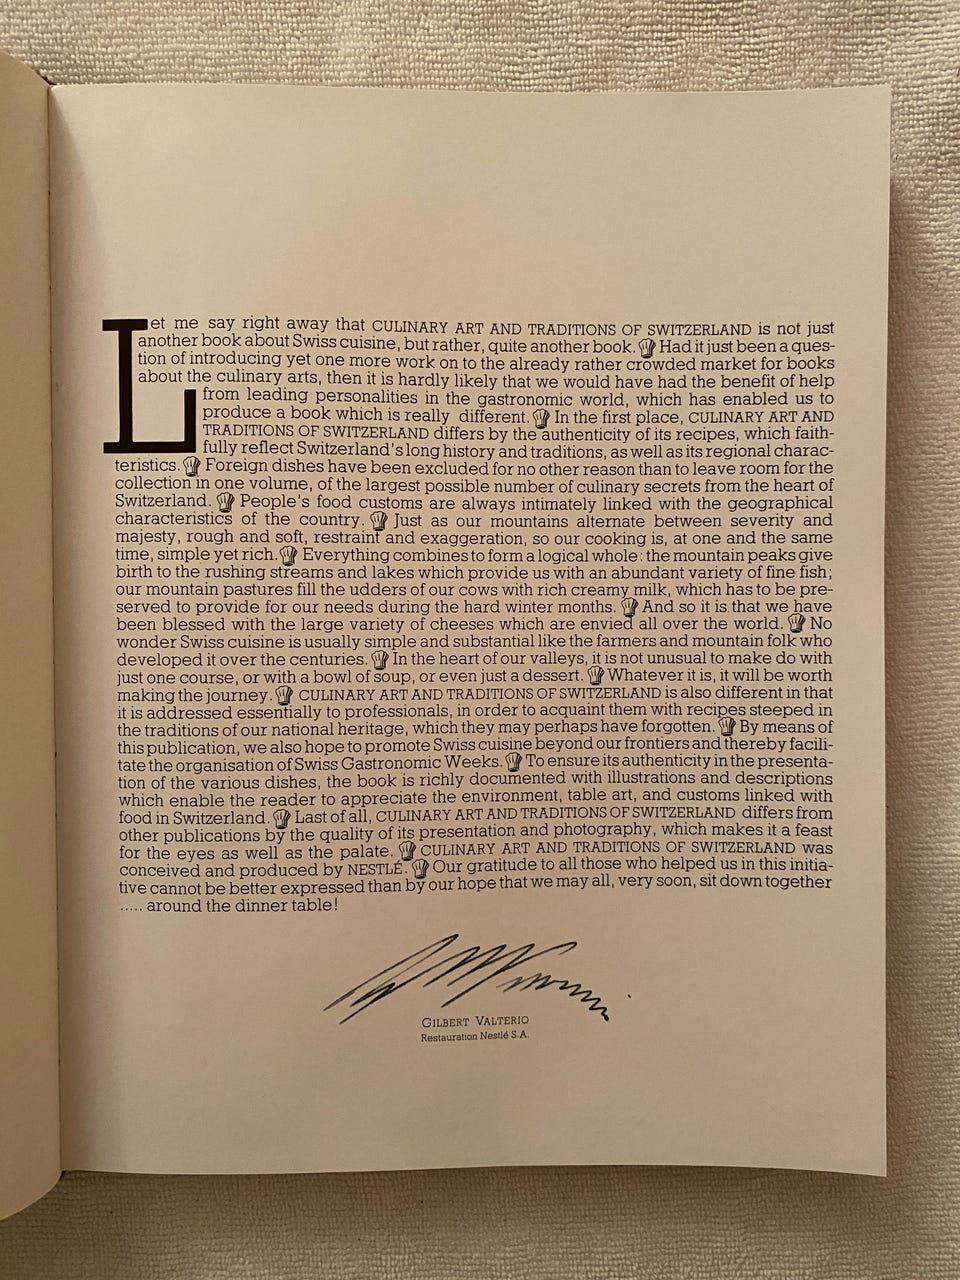 Let me say right away that CULINARY ART AND TRADITIONS OF SWITZERLAND is not just
another book about Swiss cuisine, but rather, quite another book. Had it just been a ques-
tion of introducing yet one more work on to the already rather crowded market for books
about the culinary arts, then it is hardly likely that we would have had the benefit of help
from leading personalities in the gastronomic world, which has enabled us to
produce a book which is really different. In the first place, CULINARY ART AND
TRADITIONS OF SWITZERLAND differs by the authenticity of its recipes, which faith-
fully reflect Switzerland's long history and traditions, as well as its regional charac-
teristics. Foreign dishes have been excluded for no other reason than to leave room for the
collection in one volume, of the largest possible number of culinary secrets from the heart of
Switzerland. People's food customs are always intimately linked with the geographical
characteristics of the country. Just as our mountains alternate between severity and
majesty, rough and soft, restraint and exaggeration, so our cooking is, at one and the same
time, simple yet rich. Everything combines to form a logical whole: the mountain peaks give
birth to the rushing streams and lakes which provide us with an abundant variety of fine fish;
our mountain pastures fill the udders of our cows with rich creamy milk, which has to be pre-
served to provide for our needs during the hard winter months. And so it is that we have
been blessed with the large variety of cheeses which are envied all over the world. No
wonder Swiss cuisine is usually simple and substantial like the farmers and mountain folk who
developed it over the centuries. In the heart of our valleys, it is not unusual to make do with
just one course, or with a bowl of soup, or even just a dessert. Whatever it is, it will be worth
making the journey. CULINARY ART AND TRADITIONS OF SWITZERLAND is also different in that
it is addressed essentially to professionals, in order to acquaint them with recipes steeped in
the traditions of our national heritage, which they may perhaps have forgotten. By means of
this publication, we also hope to promote Swiss cuisine beyond our frontiers and thereby facili-
tate the organisation of Swiss Gastronomic Weeks. To ensure its authenticity in the presenta-
tion of the various dishes, the book is richly documented with illustrations and descriptions
which enable the reader to appreciate the environment, table art, and customs linked with
food in Switzerland. Last of all, CULINARY ART AND TRADITIONS OF SWITZERLAND differs from
other publications by the quality of its presentation and photography, which makes it a feast
for the eyes as well as the palate. CULINARY ART AND TRADITIONS OF SWITZERLAND was
conceived and produced by NESTLÉ. Our gratitude to all those who helped us in this initia-
tive cannot be better expressed than by our hope that we may all, very soon, sit down together
..... around the dinner table!
GILBERT VALTERIO
Restauration Nestlé S.A.